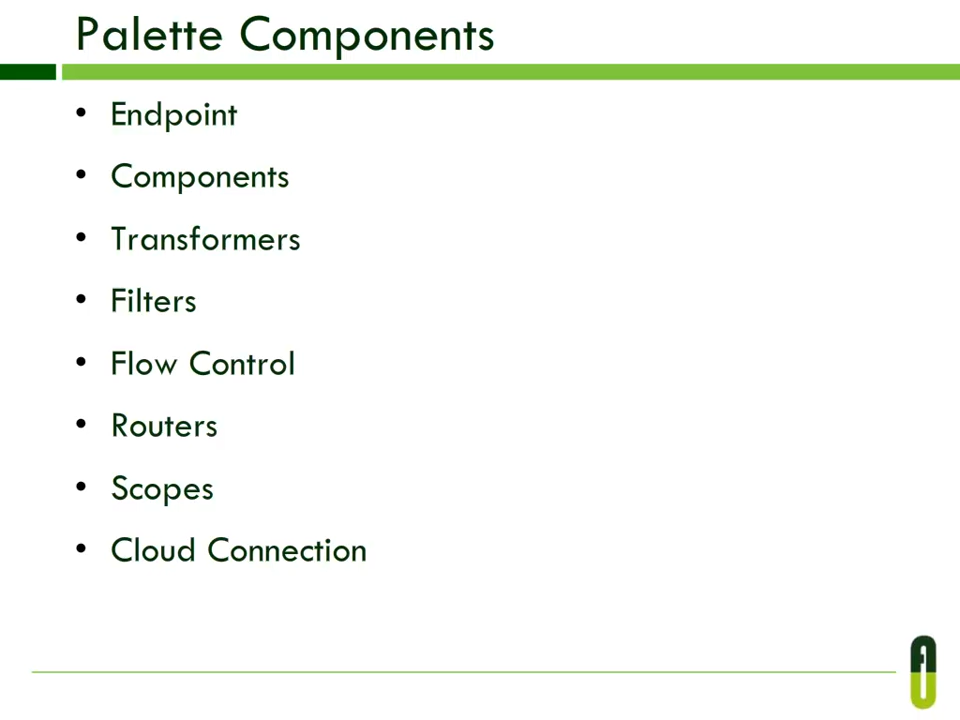 Palette Components
• Endpoint
• Components
• Transformers
• Filters
• Flow Control
• Routers
• Scopes
• Cloud Connection